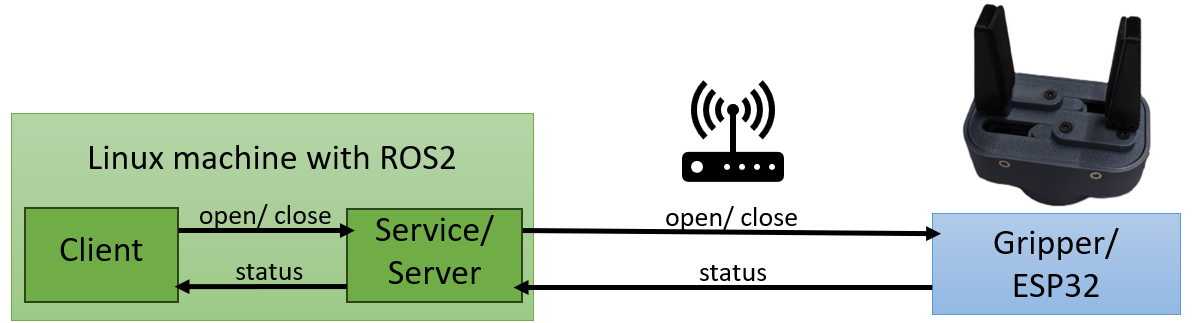 Linux machine with ROS2
open/ close
Client
Service/
Server
status
open/ close
status
Gripper/
ESP32